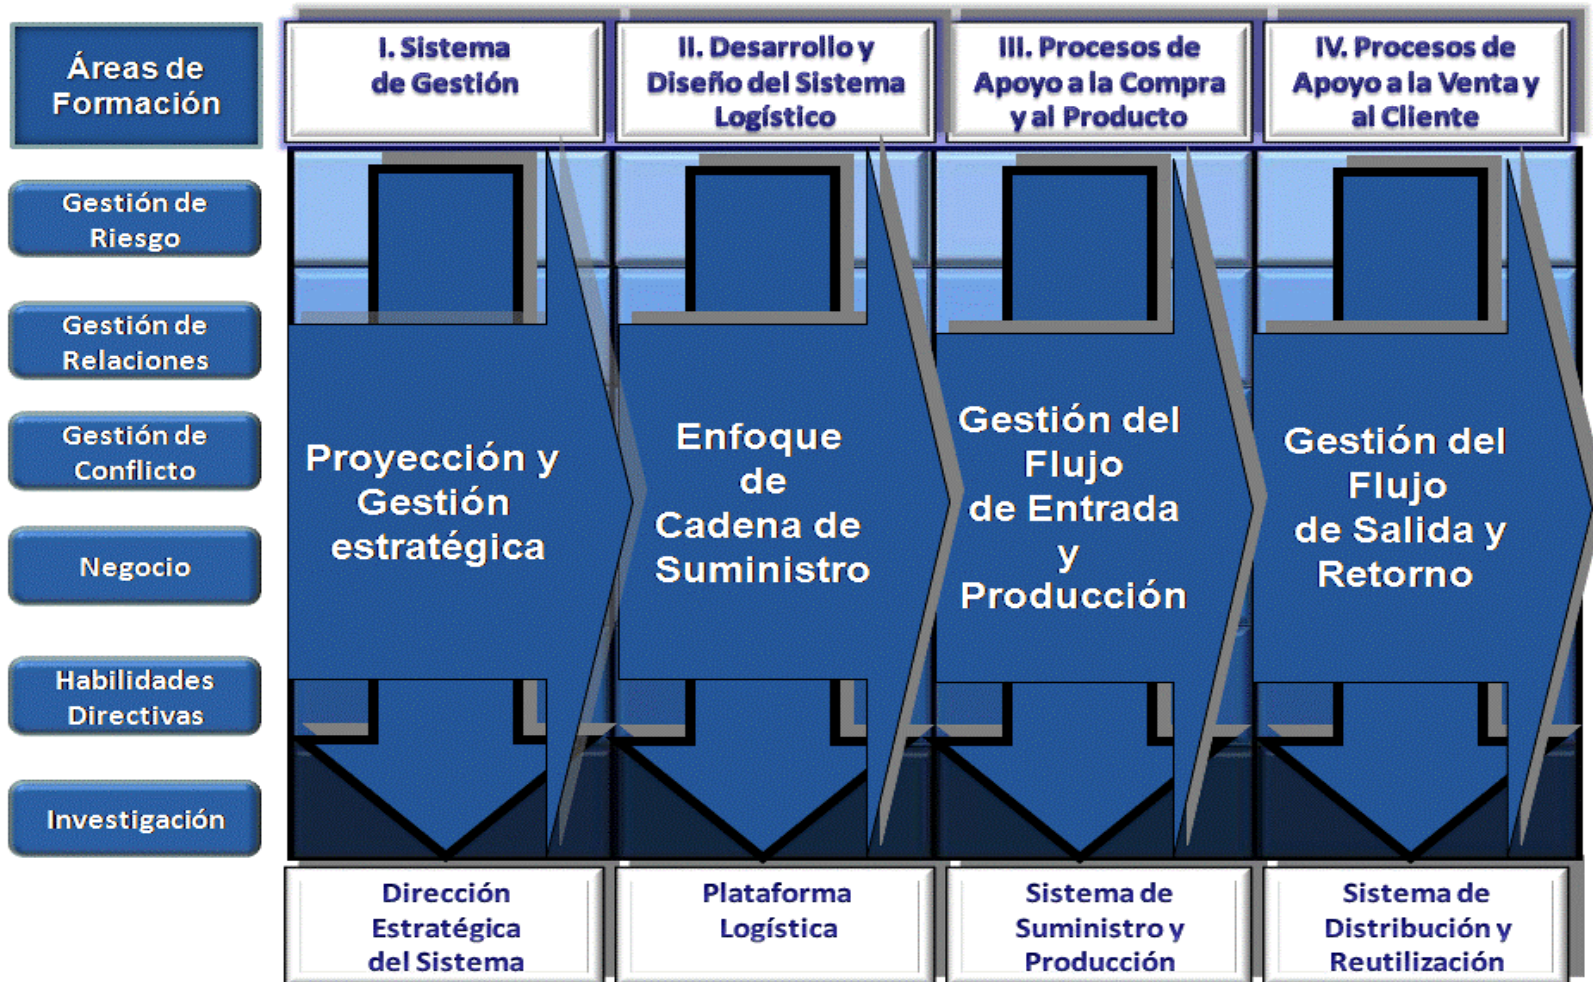 Áreas de
Formación
I. Sistema
de Gestión
II. Desarrollo y
Diseño del Sistema
Logístico
III. Procesos de
Apoyo a la Compra
y al Producto
IV. Procesos de
Apoyo a la Venta y
al Cliente
Gestión de
Riesgo
Gestión de
Relaciones
Gestión de
Conflicto
Negocio
Habilidades
Directivas
Investigación
Proyección y
Gestión
estratégica
Enfoque
de
Cadena de
Suministro
Gestión del
Flujo
de Entrada
y
Producción
Gestión del
Flujo
de Salida y
Retorno
Dirección
Estratégica
del Sistema
Plataforma
Logística
Sistema de
Suministro y
Producción
Sistema de
Distribución y
Reutilización